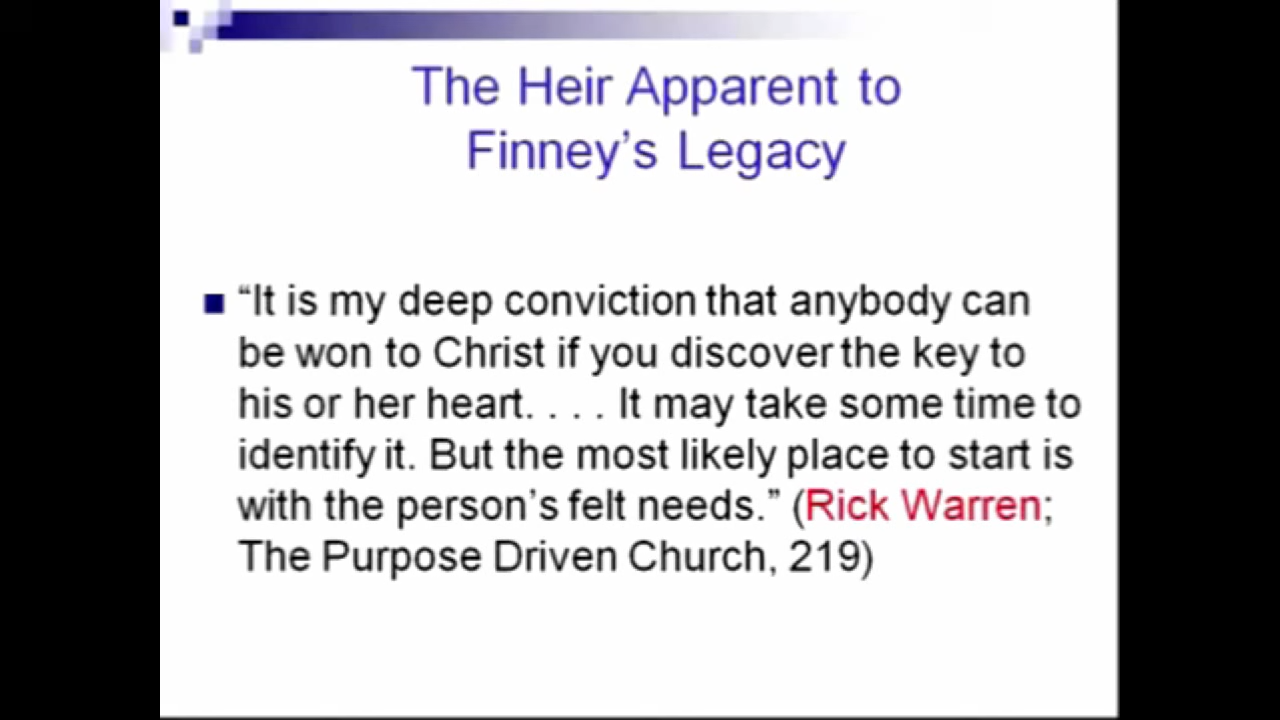 The Heir Apparent to
Finney’s Legacy
“It is my deep conviction that anybody can
be won to Christ if you discover the key to
his or her heart. . . . It may take some time to
identify it. But the most likely place to start is
with the person’s felt needs.” (Rick Warren;
The Purpose Driven Church, 219)